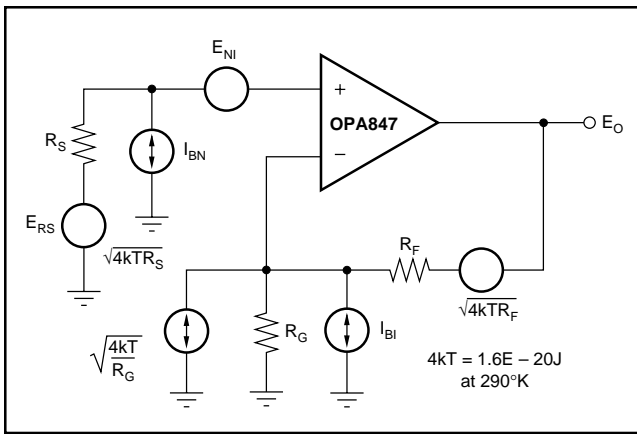 E_NI
+
OPA847
−
E_O
R_S
I_BN
E_RS
√4kTR_S
R_F
√4kTR_F
√4kT/R_G
R_G
I_BI
4kT = 1.6E – 20J
at 290°K